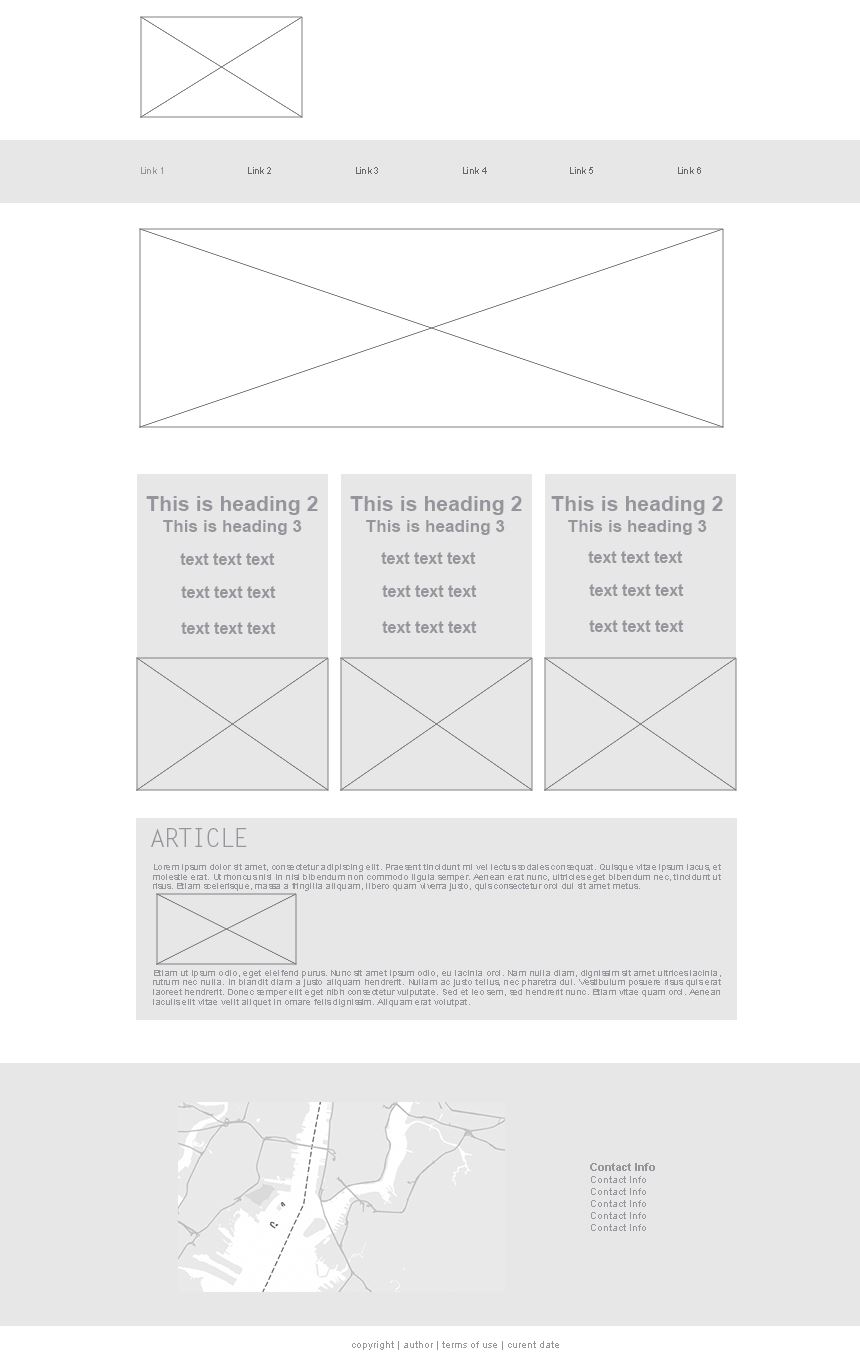 Link 1 Link 2 Link 3 Link 4 Link 5 Link 6
This is heading 2
This is heading 3
text text text
text text text
text text text
This is heading 2
This is heading 3
text text text
text text text
text text text
This is heading 2
This is heading 3
text text text
text text text
text text text
ARTICLE
Lorem ipsum dolor sit amet, consectetur adipiscing elit. Praesent tincidunt mi vel lectus sodales consequat. Quisque vitae ipsum lacus, et
molestie erat. Ut rhoncus nisl in nisl bibendum non commodo ligula semper. Aenean erat nunc, ultricies eget bibendum nec, tincidunt ut
risus. Etiam scelerisque, massa a fringilla aliquam, libero quam viverra justo, quis consectetur orci dui sit amet metus.
Etiam ut ipsum odio, eget eleifend purus. Nunc sit amet ipsum odio, eu lacinia orci. Nam nulla diam, dignissim sit amet ultrices lacinia,
rutrum nec nulla. In blandit diam a justo aliquam hendrerit. Nullam ac justo tellus, nec pharetra dui. Vestibulum posuere risus quis erat
laoreet hendrerit. Donec semper elit eget nibh consectetur vulputate. Sed et leo sem, sed hendrerit nunc. Etiam vitae quam orci. Aenean
iaculis elit vitae velit aliquet in ornare felis dignissim. Aliquam erat volutpat.
Contact Info
Contact Info
Contact Info
Contact Info
Contact Info
Contact Info
copyright | author | terms of use | curent date